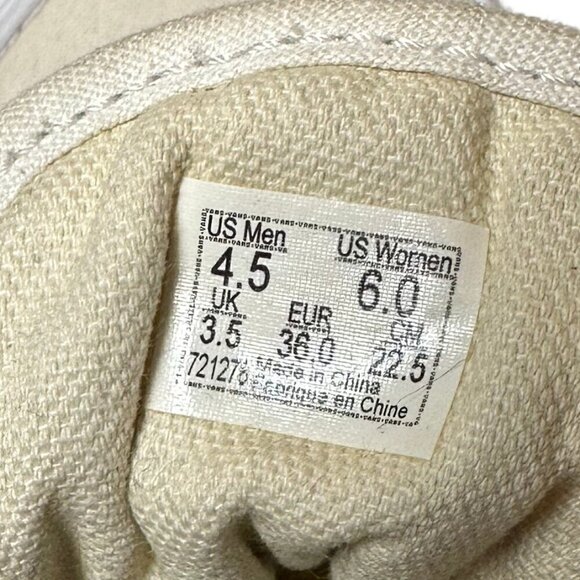 US Men US Women
4.5 6.0
UK EUR CM
3.5 36.0 22.5
721278 Made in China
Fabriqué en Chine